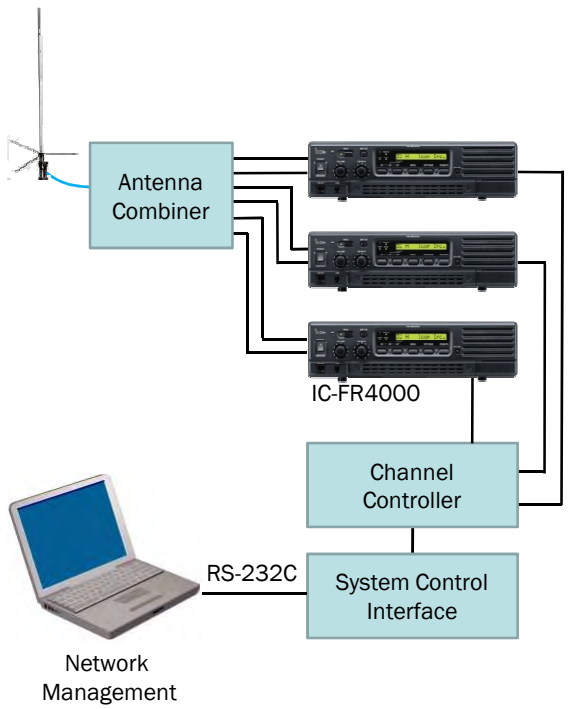 Antenna
Combiner
IC-FR4000
Channel
Controller
RS-232C
System Control
Interface
Network
Management